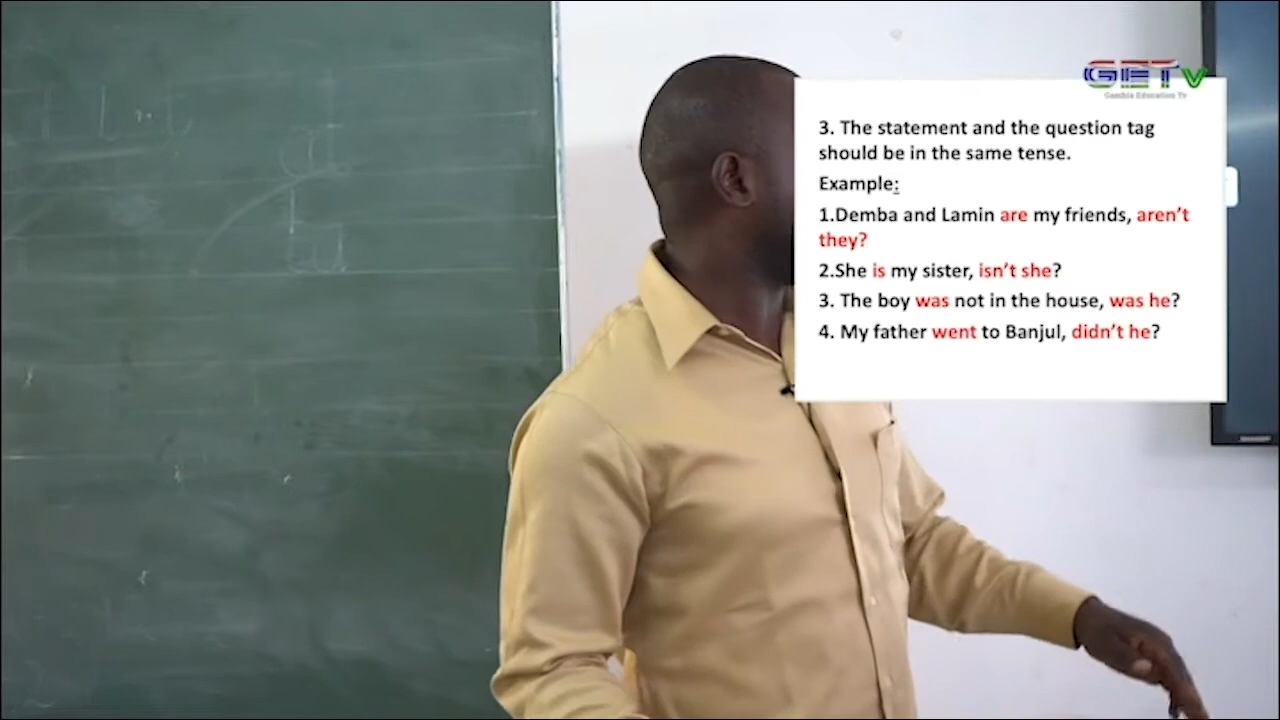 GETv
Gambia Education Tv
3. The statement and the question tag
should be in the same tense.
Example:
1.Demba and Lamin are my friends, aren't
they?
2.She is my sister, isn't she?
3. The boy was not in the house, was he?
4. My father went to Banjul, didn't he?